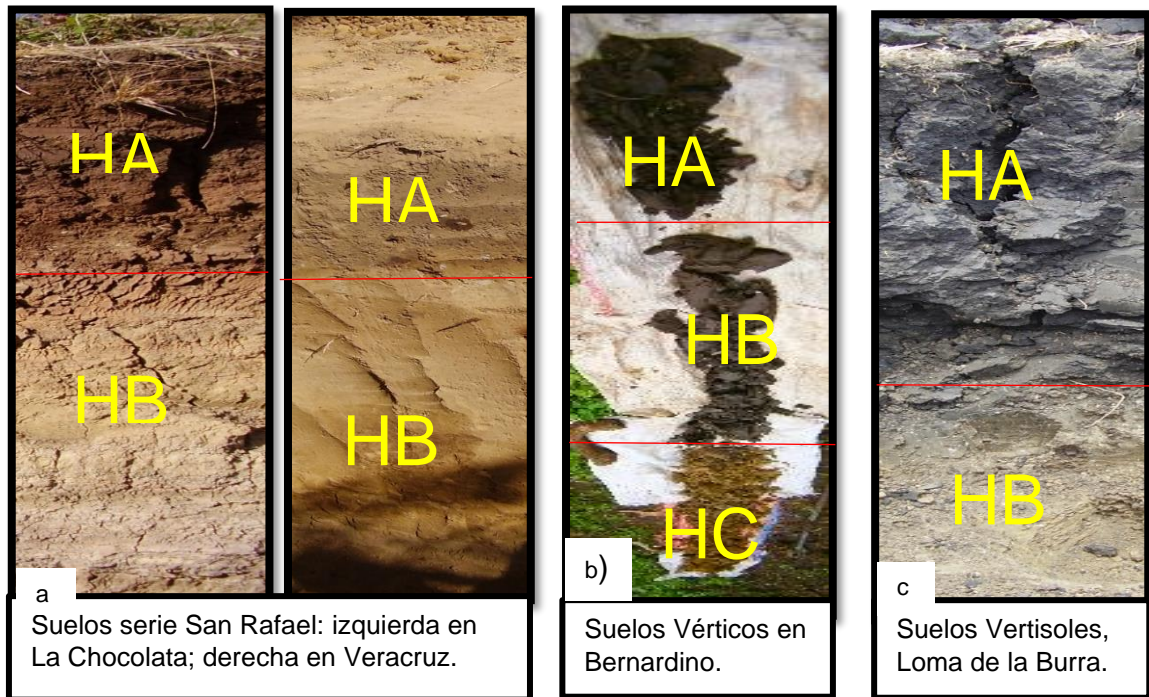 HA
HB
a
Suelos serie San Rafael: izquierda en
La Chocolata; derecha en Veracruz.
HA
HB
HA
HB
HC
b)
Suelos Vérticos en
Bernardino.
HA
HB
c
Suelos Vertisoles,
Loma de la Burra.